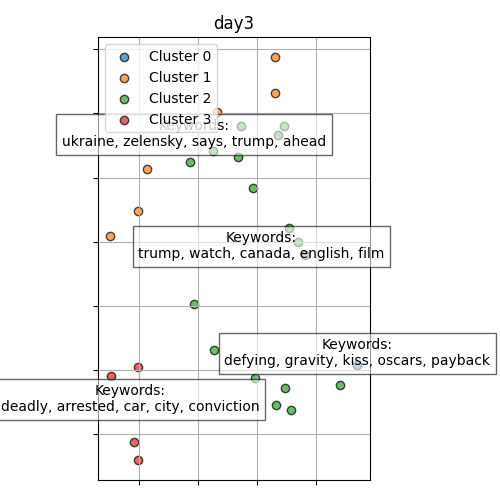 day3
Cluster 0
Cluster 1
Cluster 2
Cluster 3
Keywords:
ukraine, zelensky, says, trump, ahead
Keywords:
trump, watch, canada, english, film
Keywords:
defying, gravity, kiss, oscars, payback
Keywords:
deadly, arrested, car, city, conviction